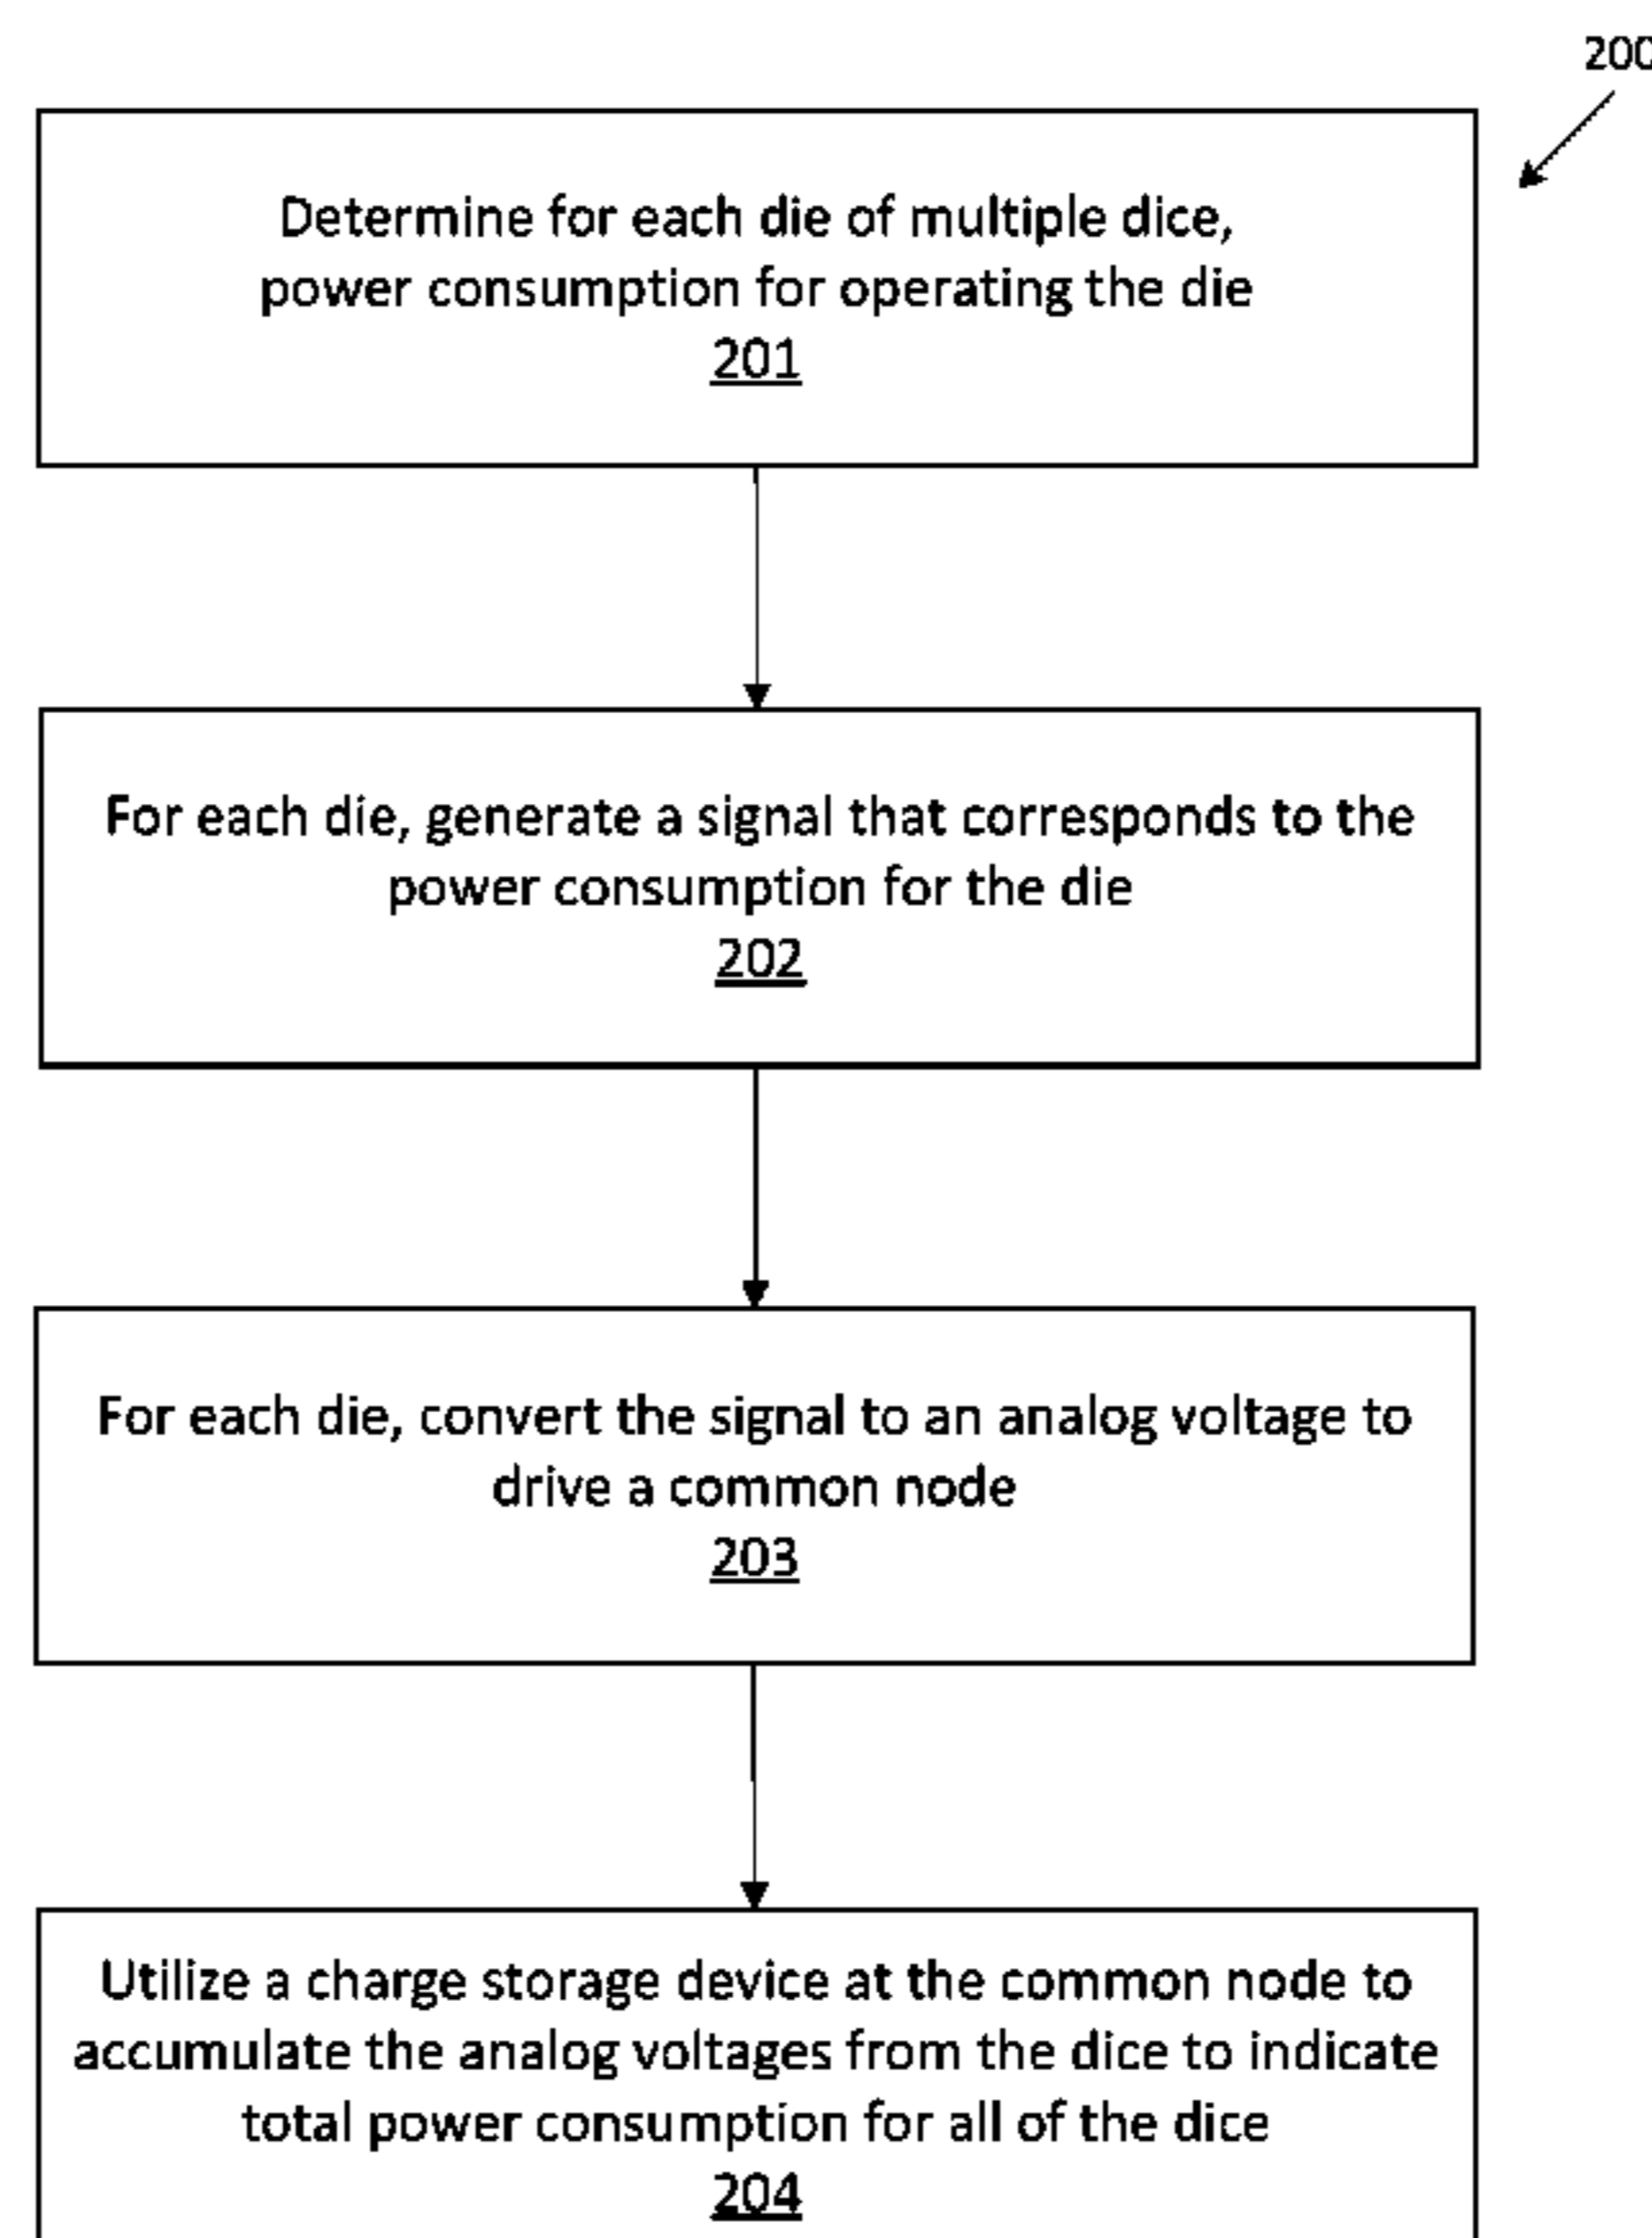 200
Determine for each die of multiple dice,
power consumption for operating the die
201
For each die, generate a signal that corresponds to the
power consumption for the die
202
For each die, convert the signal to an analog voltage to
drive a common node
203
Utilize a charge storage device at the common node to
accumulate the analog voltages from the dice to indicate
total power consumption for all of the dice
204